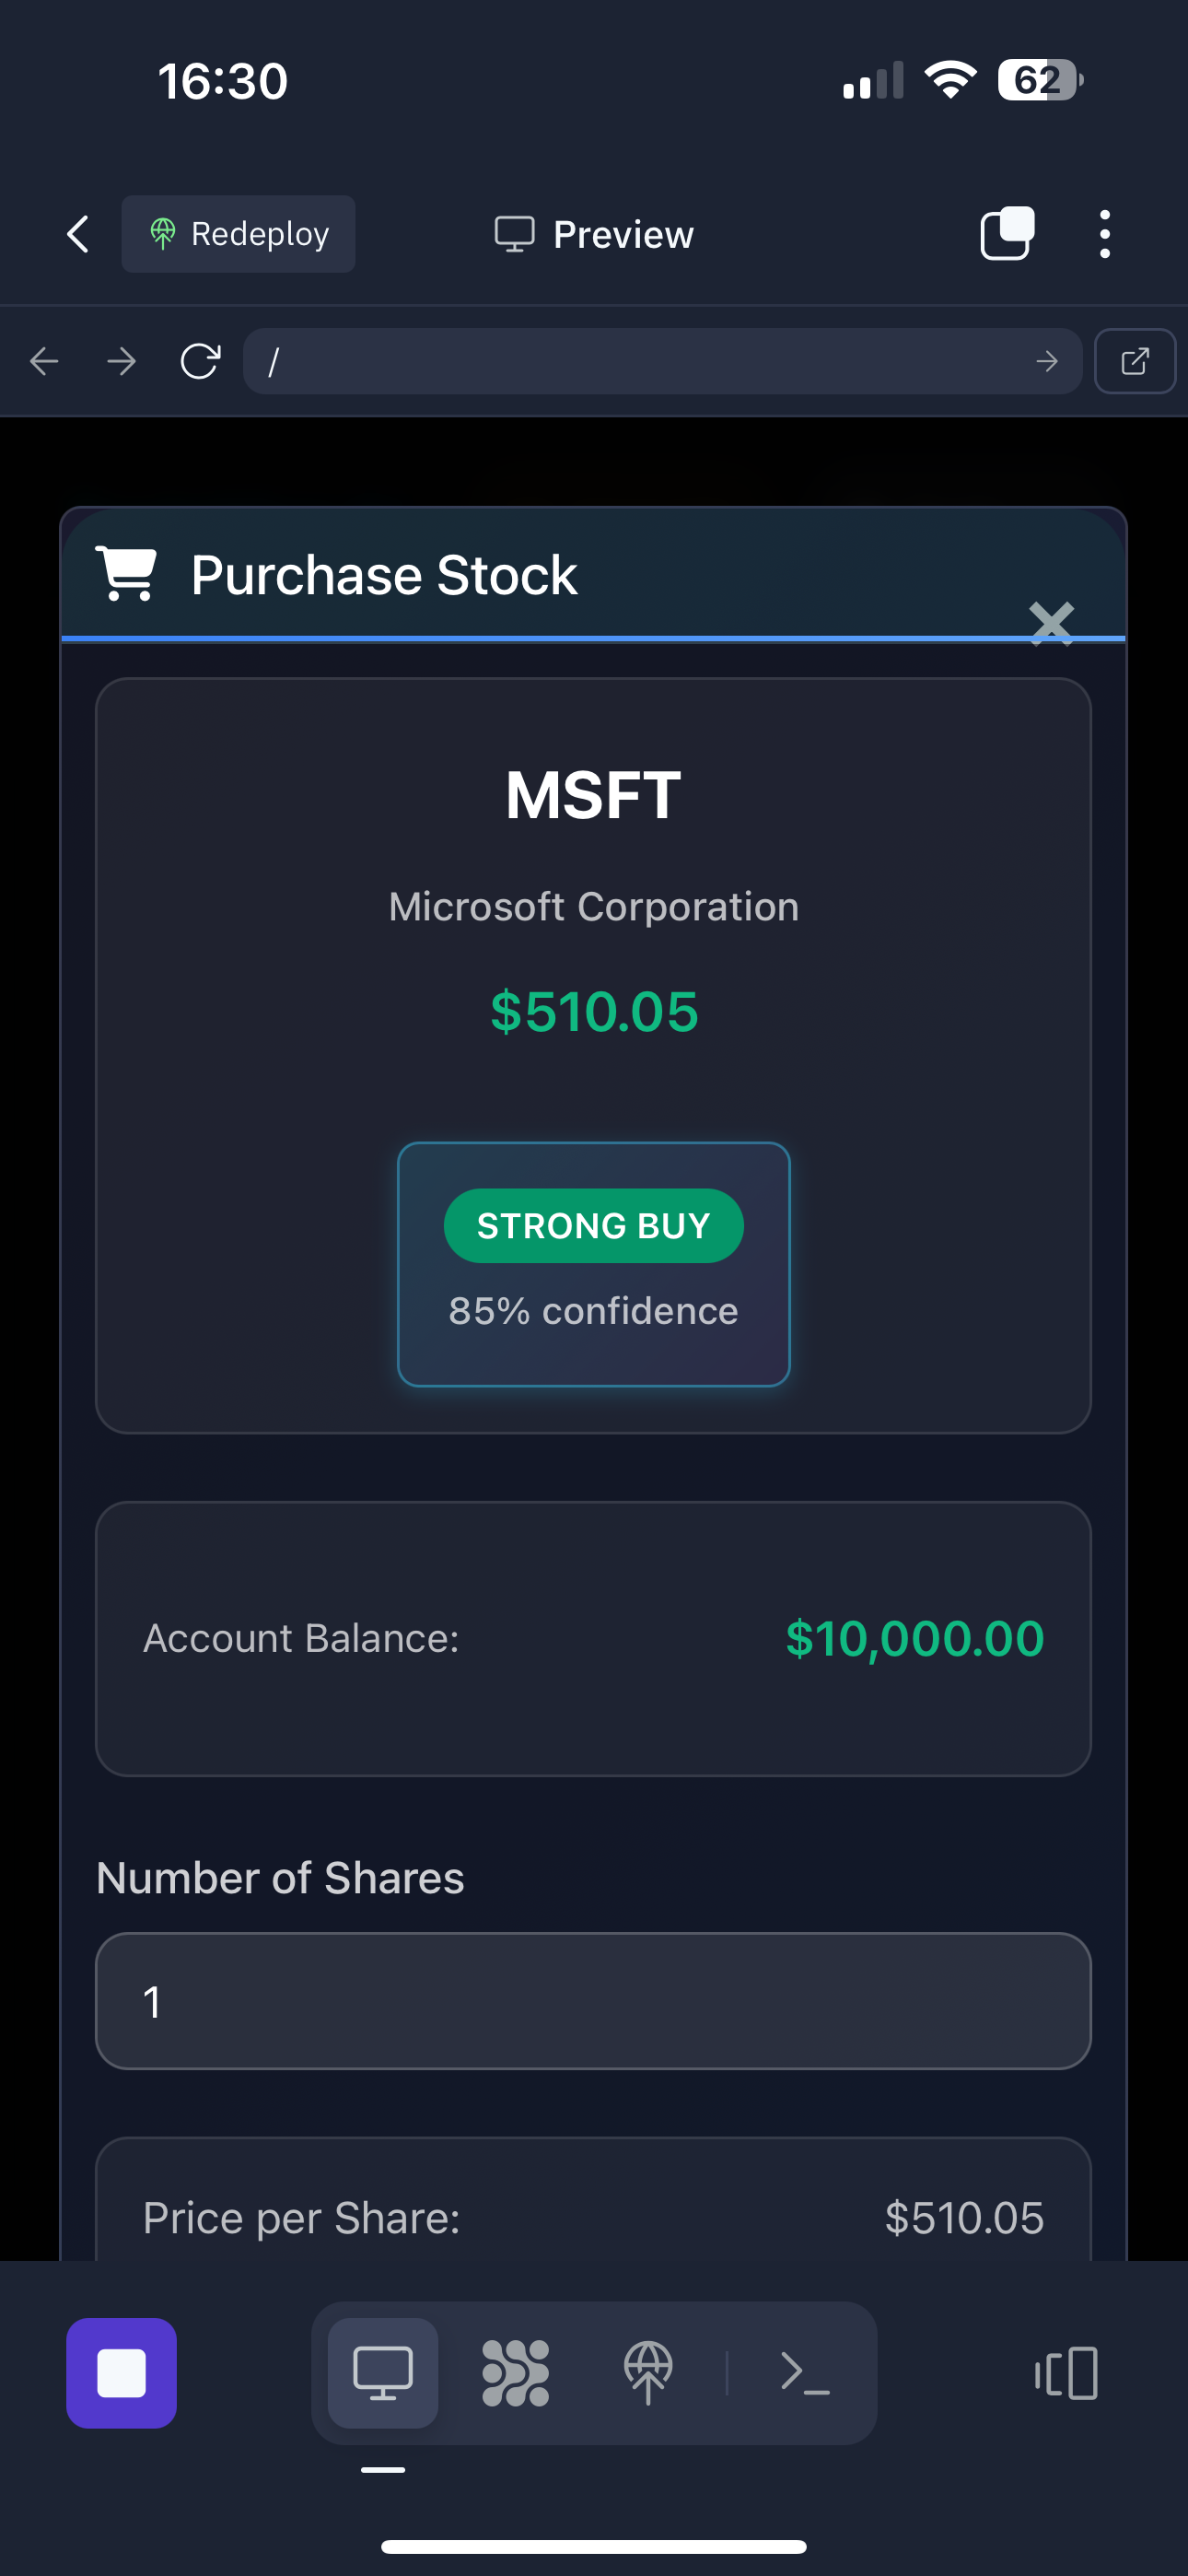 16:30
62
Redeploy
Preview
/
Purchase Stock
MSFT
Microsoft Corporation
$510.05
STRONG BUY
85% confidence
Account Balance: $10,000.00
Number of Shares
1
Price per Share: $510.05